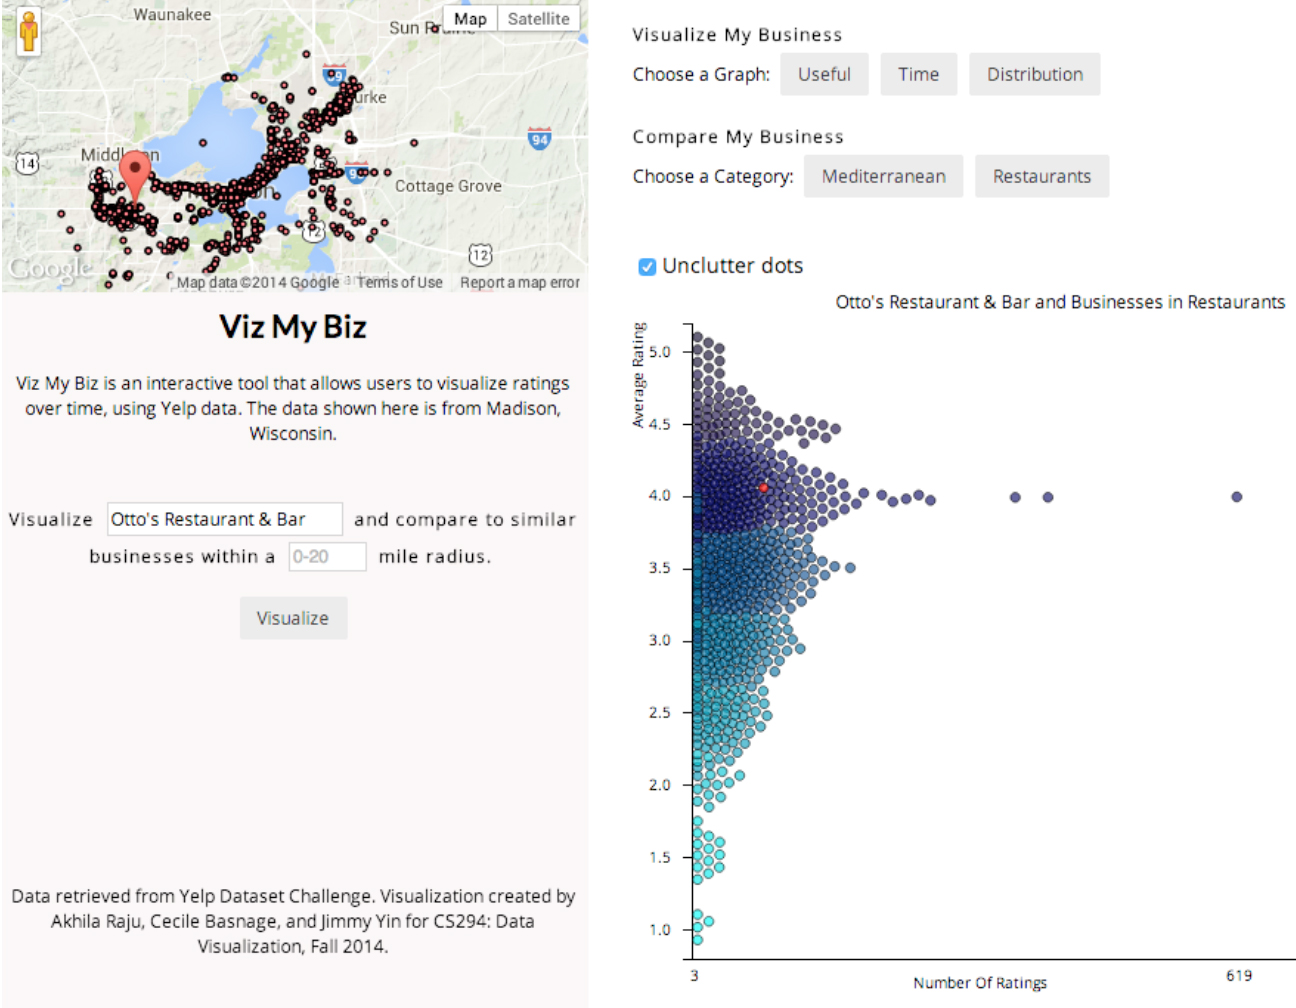 Waunakee
Sun Prairie
Map
Satellite
14
94
12
12
Cottage Grove
Google
Map data ©2014 Google
Terms of Use
Report a map error
Viz My Biz
Viz My Biz is an interactive tool that allows users to visualize ratings
over time, using Yelp data. The data shown here is from Madison,
Wisconsin.
Visualize Otto's Restaurant & Bar and compare to similar
businesses within a 0-20 mile radius.
Visualize
Data retrieved from Yelp Dataset Challenge. Visualization created by
Akhila Raju, Cecile Basnage, and Jimmy Yin for CS294: Data
Visualization, Fall 2014.
Visualize My Business
Choose a Graph: Useful Time Distribution
Compare My Business
Choose a Category: Mediterranean Restaurants
Unclutter dots
Otto's Restaurant & Bar and Businesses in Restaurants
Average Rating
5.0
4.5
4.0
3.5
3.0
2.5
2.0
1.5
1.0
3
619
Number Of Ratings